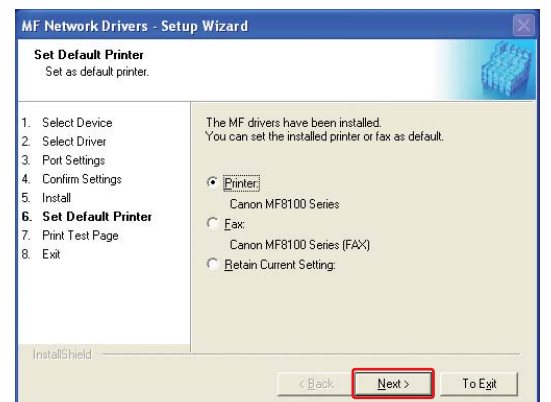 MF Network Drivers - Setup Wizard
Set Default Printer
Set as default printer.
1. Select Device
2. Select Driver
3. Port Settings
4. Confirm Settings
5. Install
6. Set Default Printer
7. Print Test Page
8. Exit
The MF drivers have been installed.
You can set the installed printer or fax as default.
Printer:
Canon MF8100 Series
Fax:
Canon MF8100 Series (FAX)
Retain Current Setting:
InstallShield
< Back
Next >
To Exit